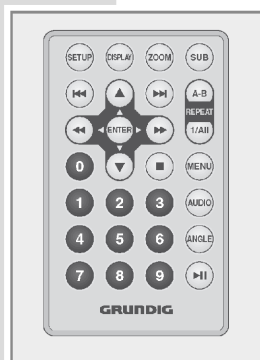 SETUP DISPLAY ZOOM SUB
A-B
REPEAT
ENTER 1/All
0 MENU
1 2 3 AUDIO
4 5 6 ANGLE
7 8 9
GRUNDIG